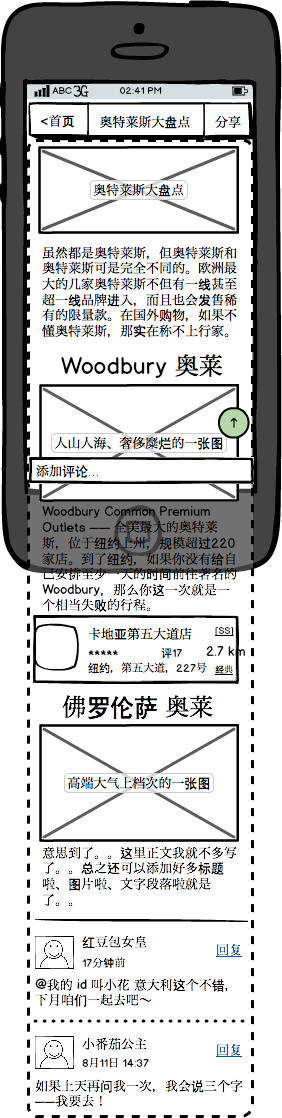 ABC 3G 02:41 PM
<首页 奥特莱斯大盘点 分享
奥特莱斯大盘点
虽然都是奥特莱斯，但奥特莱斯和
奥特莱斯可是完全不同的。欧洲最
大的几家奥特莱斯不但有一线甚至
超一线品牌进入，而且也会发售稀
有的限量款。在国外购物，如果不
懂奥特莱斯，那实在称不上行家。
Woodbury 奥莱
↑
人山人海、奢侈糜烂的一张图
添加评论...
Woodbury Common Premium
Outlets —— 全美最大的奥特莱
斯，位于纽约上州，规模超过220
家店。到了纽约，如果你没有给自
己安排至少一天的时间前往著名的
Woodbury，那么你这一次就是一
个相当失败的行程。
卡地亚第五大道店 [SS]
***** 评17 2.7 km
纽约，第五大道，227号 经典
佛罗伦萨 奥莱
高端大气上档次的一张图
意思到了。。这里正文我就不多写
了。。总之还可以添加好多标题
啦、图片啦、文字段落啦就是
了。。
红豆包女皇 回复
17分钟前
@我的 id 叫小花 意大利这个不错，
下月咱们一起去吧～
小番茄公主 回复
8月11日 14:37
如果上天再问我一次，我会说三个字
——我要去！